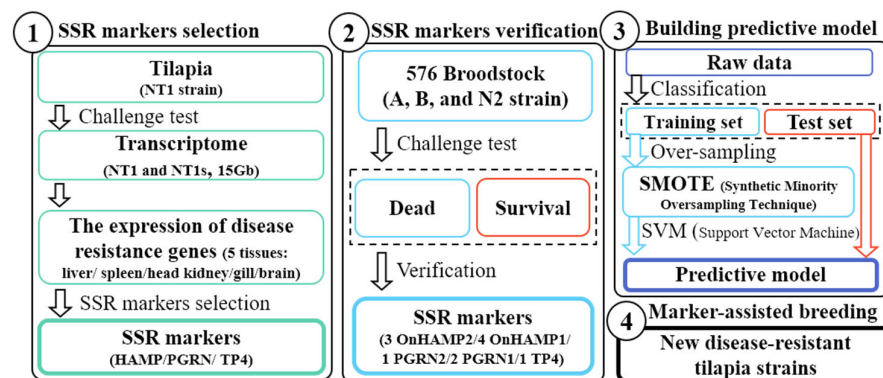 1 SSR markers selection
Tilapia
(NT1 strain)
Challenge test
Transcriptome
(NT1 and NT1s, 15Gb)
The expression of disease
resistance genes (5 tissues:
liver/ spleen/head kidney/gill/brain)
SSR markers selection
SSR markers
(HAMP/PGRN/ TP4)
2 SSR markers verification
576 Broodstock
(A, B, and N2 strain)
Challenge test
Dead
Survival
Verification
SSR markers
(3 OnHAMP2/4 OnHAMP1/
1 PGRN2/2 PGRN1/1 TP4)
3 Building predictive model
Raw data
Classification
Training set
Test set
Over-sampling
SMOTE (Synthetic Minority
Oversampling Technique)
SVM (Support Vector Machine)
Predictive model
4 Marker-assisted breeding
New disease-resistant
tilapia strains